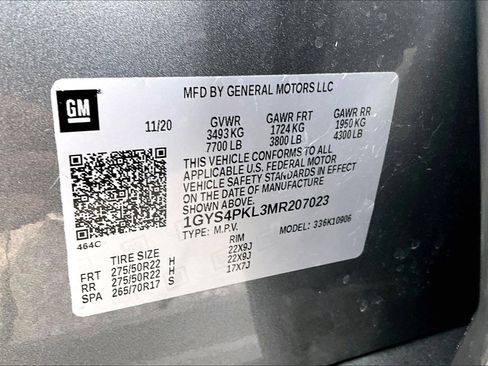 GM
MFD BY GENERAL MOTORS LLC
11/20
GVWR GAWR FRT GAWR RR
3493 KG 1724 KG 1950 KG
7700 LB 3800 LB 4300 LB
THIS VEHICLE CONFORMS TO ALL
APPLICABLE U.S. FEDERAL MOTOR
VEHICLE SAFETY STANDARDS IN EFFECT
ON THE DATE OF MANUFACTURE
SHOWN ABOVE.
1GYS4PKL3MR207023
464C
TYPE: M.P.V. MODEL: 336K10906
TIRE SIZE RIM
FRT 275/50R22 H 22X9J
RR 275/50R22 H 22X9J
SPA 265/70R17 S 17X7J